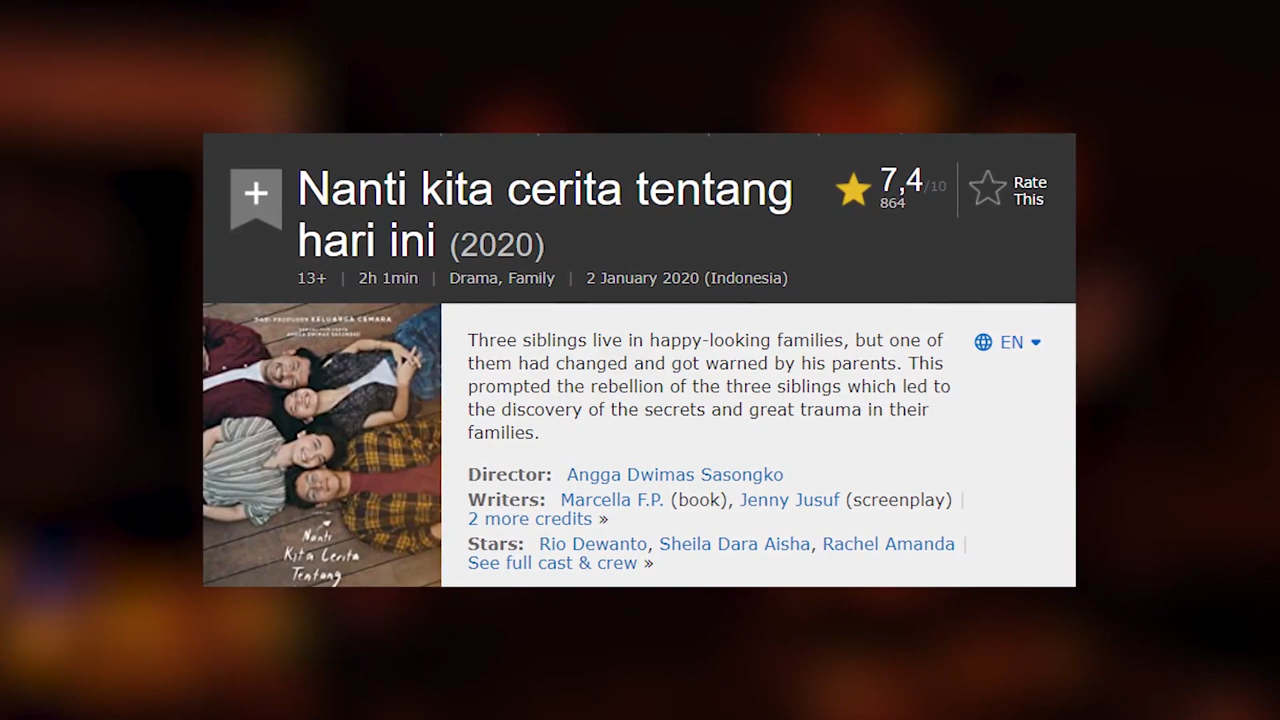 +
Nanti kita cerita tentang
hari ini (2020)
13+ | 2h 1min | Drama, Family | 2 January 2020 (Indonesia)
7,4/10
864
Rate
This
DARI PRODUSER KELUARGA CEMARA
ANGGA DWIMAS SASONGKO
Nanti
Kita Cerita
Tentang
Three siblings live in happy-looking families, but one of
them had changed and got warned by his parents. This
prompted the rebellion of the three siblings which led to
the discovery of the secrets and great trauma in their
families.
EN
Director: Angga Dwimas Sasongko
Writers: Marcella F.P. (book), Jenny Jusuf (screenplay) |
2 more credits »
Stars: Rio Dewanto, Sheila Dara Aisha, Rachel Amanda |
See full cast & crew »